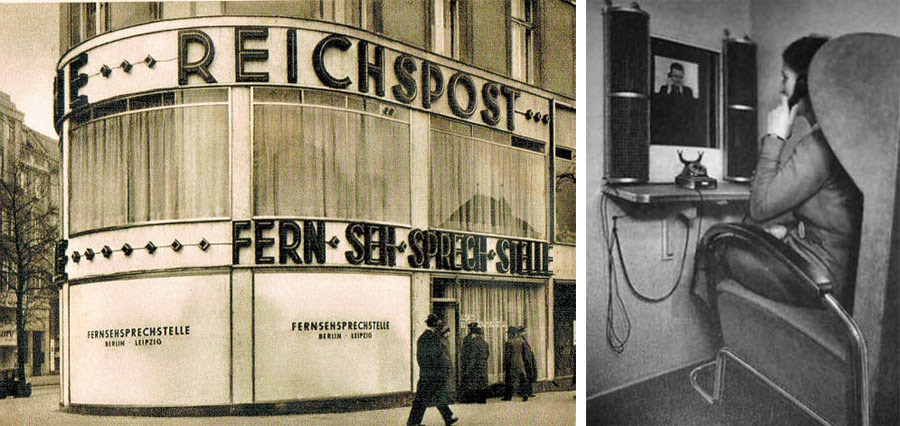 REICHSPOST
FERN-SEH-SPRECH-STELLE
FERNSEHSPRECHSTELLE
BERLIN · LEIPZIG
FERNSEHSPRECHSTELLE
BERLIN · LEIPZIG